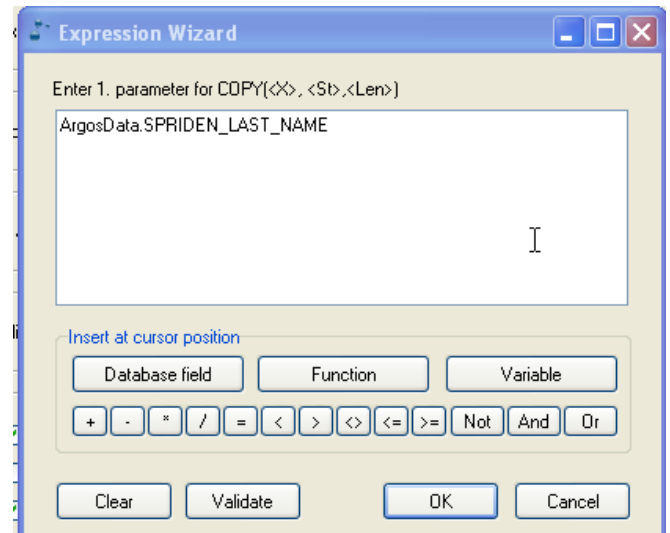 Expression Wizard
Enter 1. parameter for COPY(<X>, <St>,<Len>)
ArgosData.SPRIDEN_LAST_NAME
Insert at cursor position
Database field Function Variable
+ - * / = < > <> <= >= Not And Or
Clear Validate OK Cancel